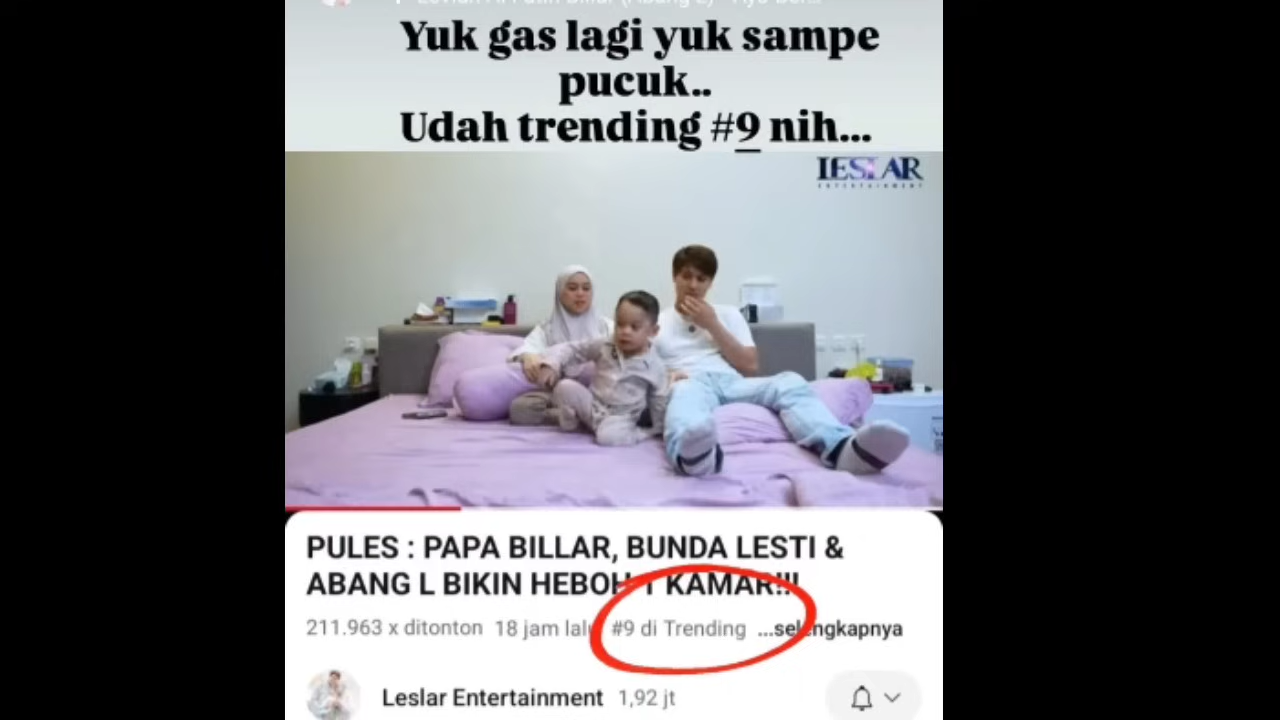 Yuk gas lagi yuk sampe
pucuk..
Udah trending #9 nih...
LESLAR
ENTERTAINMENT
PULES : PAPA BILLAR, BUNDA LESTI &
ABANG L BIKIN HEBOH 1 KAMAR!!!
211.963 x ditonton 18 jam lalu #9 di Trending ...selengkapnya
Leslar Entertainment 1,92 jt